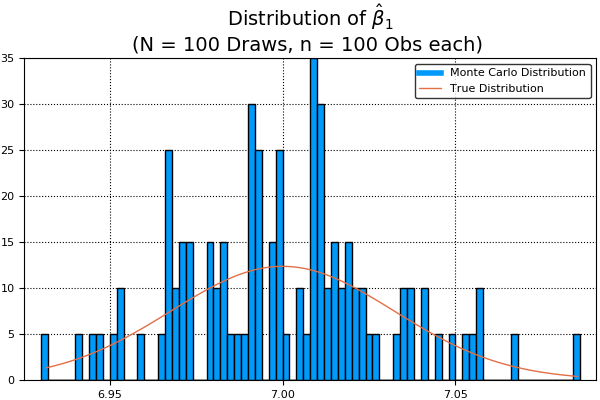 Distribution of β̂₁
(N = 100 Draws, n = 100 Obs each)
35
Monte Carlo Distribution
True Distribution
30
25
20
15
10
5
0
6.95 7.00 7.05